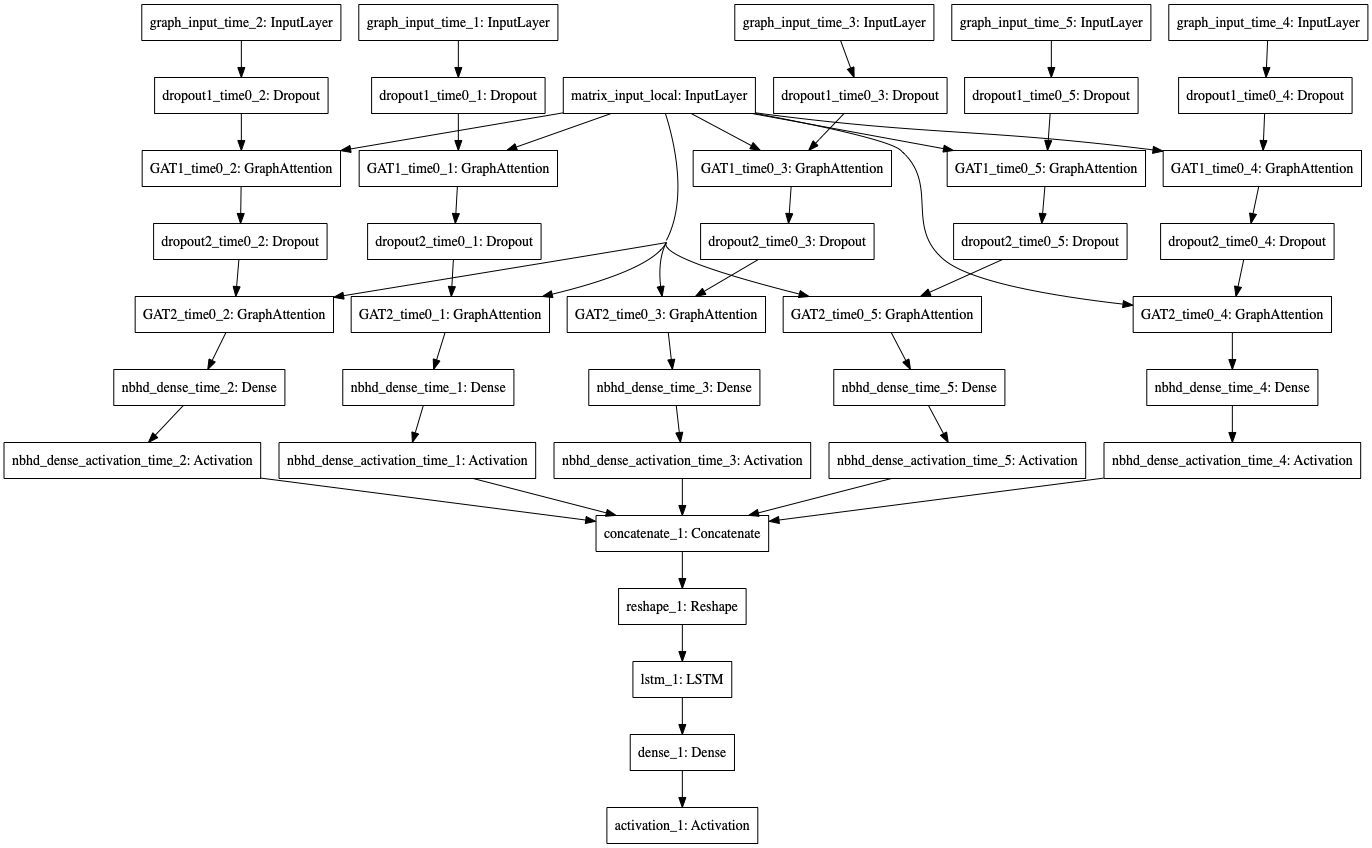 graph_input_time_2: InputLayer
graph_input_time_1: InputLayer
graph_input_time_3: InputLayer
graph_input_time_5: InputLayer
graph_input_time_4: InputLayer
dropout1_time0_2: Dropout
dropout1_time0_1: Dropout
matrix_input_local: InputLayer
dropout1_time0_3: Dropout
dropout1_time0_5: Dropout
dropout1_time0_4: Dropout
GAT1_time0_2: GraphAttention
GAT1_time0_1: GraphAttention
GAT1_time0_3: GraphAttention
GAT1_time0_5: GraphAttention
GAT1_time0_4: GraphAttention
dropout2_time0_2: Dropout
dropout2_time0_1: Dropout
dropout2_time0_3: Dropout
dropout2_time0_5: Dropout
dropout2_time0_4: Dropout
GAT2_time0_2: GraphAttention
GAT2_time0_1: GraphAttention
GAT2_time0_3: GraphAttention
GAT2_time0_5: GraphAttention
GAT2_time0_4: GraphAttention
nbhd_dense_time_2: Dense
nbhd_dense_time_1: Dense
nbhd_dense_time_3: Dense
nbhd_dense_time_5: Dense
nbhd_dense_time_4: Dense
nbhd_dense_activation_time_2: Activation
nbhd_dense_activation_time_1: Activation
nbhd_dense_activation_time_3: Activation
nbhd_dense_activation_time_5: Activation
nbhd_dense_activation_time_4: Activation
concatenate_1: Concatenate
reshape_1: Reshape
lstm_1: LSTM
dense_1: Dense
activation_1: Activation